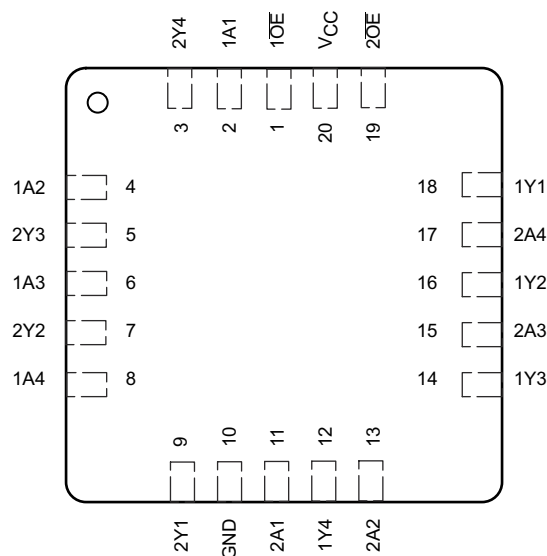 2Y4 1A1 1O̅E̅ VCC 2O̅E̅
3 2 1 20 19
1A2 4 18 1Y1
2Y3 5 17 2A4
1A3 6 16 1Y2
2Y2 7 15 2A3
1A4 8 14 1Y3
9 10 11 12 13
2Y1 GND 2A1 1Y4 2A2